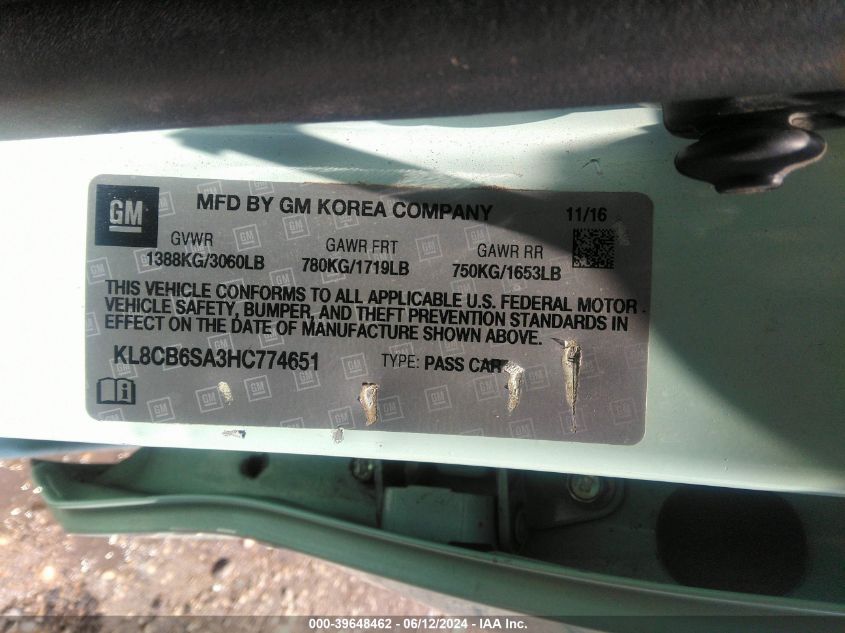 GM
MFD BY GM KOREA COMPANY 11/16
GVWR GAWR FRT GAWR RR
1388KG/3060LB 780KG/1719LB 750KG/1653LB
THIS VEHICLE CONFORMS TO ALL APPLICABLE U.S. FEDERAL MOTOR
VEHICLE SAFETY, BUMPER, AND THEFT PREVENTION STANDARDS IN
EFFECT ON THE DATE OF MANUFACTURE SHOWN ABOVE.
KL8CB6SA3HC774651 TYPE: PASS CAR
000-39648462 - 06/12/2024 - IAA Inc.